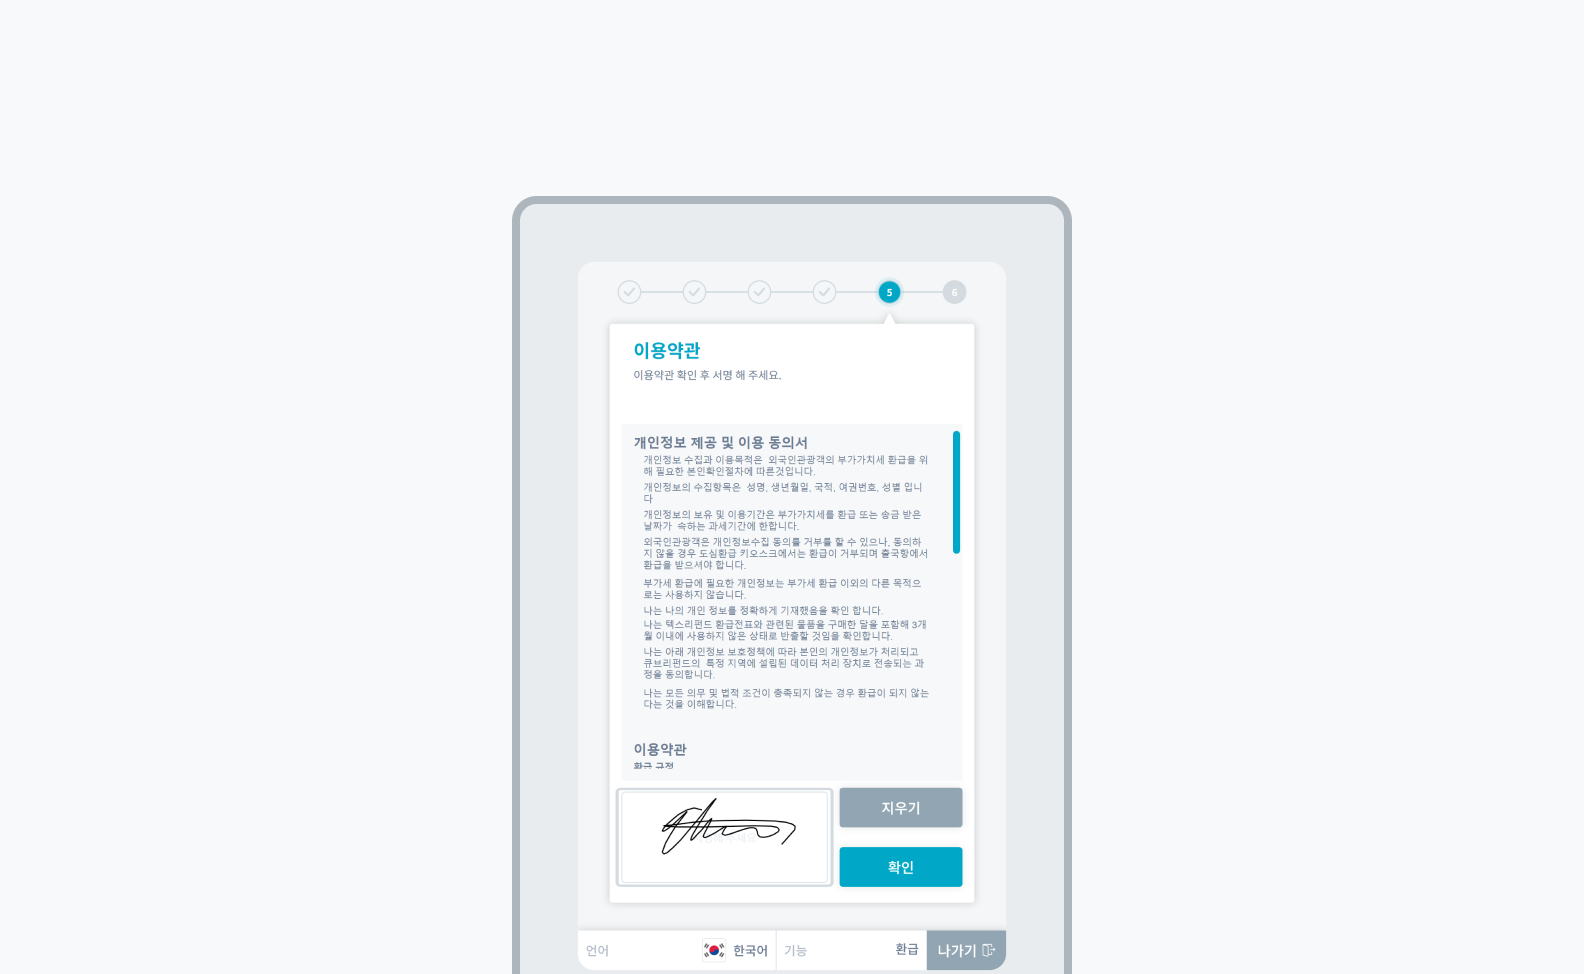 5
6
이용약관
이용약관 확인 후 서명 해 주세요.
개인정보 제공 및 이용 동의서
개인정보 수집과 이용목적은 외국인관광객의 부가가치세 환급을 위
해 필요한 본인확인절차에 따른것입니다.
개인정보의 수집항목은 성명, 생년월일, 국적, 여권번호, 성별 입니
다
개인정보의 보유 및 이용기간은 부가가치세를 환급 또는 송금 받은
날짜가 속하는 과세기간에 한합니다.
외국인관광객은 개인정보수집 동의를 거부를 할 수 있으나, 동의하
지 않을 경우 도심환급 키오스크에서는 환급이 거부되며 출국항에서
환급을 받으셔야 합니다.
부가세 환급에 필요한 개인정보는 부가세 환급 이외의 다른 목적으
로는 사용하지 않습니다.
나는 나의 개인 정보를 정확하게 기재했음을 확인 합니다.
나는 텍스리펀드 환급전표와 관련된 물품을 구매한 달을 포함해 3개
월 이내에 사용하지 않은 상태로 반출할 것임을 확인합니다.
나는 아래 개인정보 보호정책에 따라 본인의 개인정보가 처리되고
큐브리펀드의 특정 지역에 설립된 데이터 처리 장치로 전송되는 과
정을 동의합니다.
나는 모든 의무 및 법적 조건이 충족되지 않는 경우 환급이 되지 않는
다는 것을 이해합니다.
이용약관
환급 규정
지우기
확인
언어 한국어 기능 환급 나가기